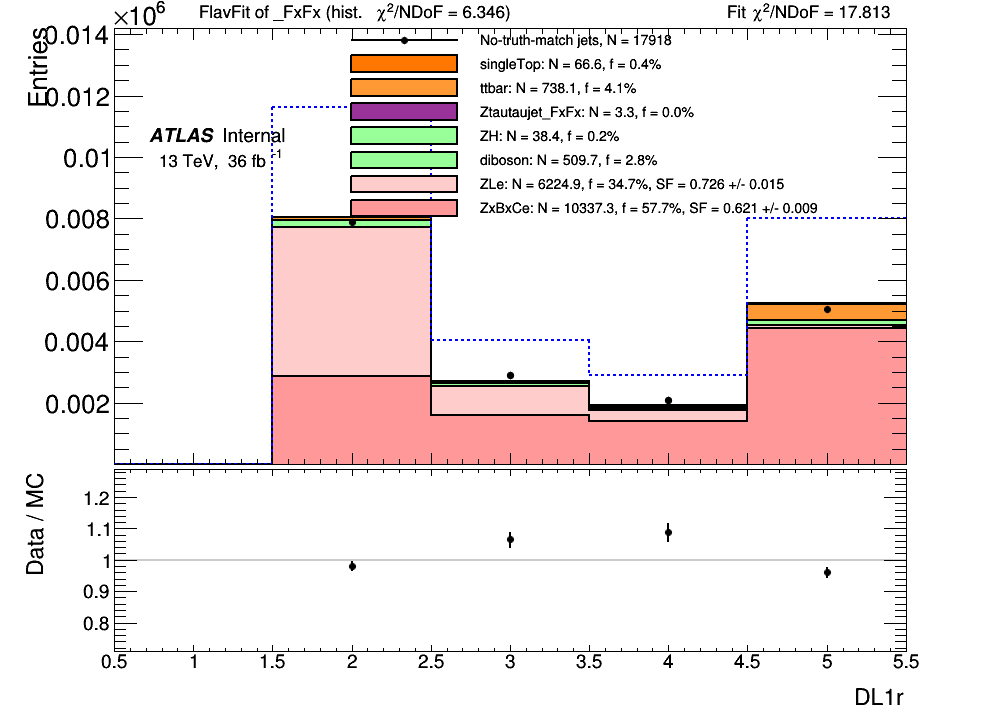 ×10⁶ FlavFit of _FxFx (hist. χ²/NDoF = 6.346) Fit χ²/NDoF = 17.813
Entries
0.014
0.012
0.01
0.008
0.006
0.004
0.002
ATLAS Internal
13 TeV, 36 fb⁻¹
No-truth-match jets, N = 17918
singleTop: N = 66.6, f = 0.4%
ttbar: N = 738.1, f = 4.1%
Ztautaujet_FxFx: N = 3.3, f = 0.0%
ZH: N = 38.4, f = 0.2%
diboson: N = 509.7, f = 2.8%
ZLe: N = 6224.9, f = 34.7%, SF = 0.726 +/- 0.015
ZxBxCe: N = 10337.3, f = 57.7%, SF = 0.621 +/- 0.009
Data / MC
1.2
1.1
1
0.9
0.8
0.5 1 1.5 2 2.5 3 3.5 4 4.5 5 5.5
DL1r